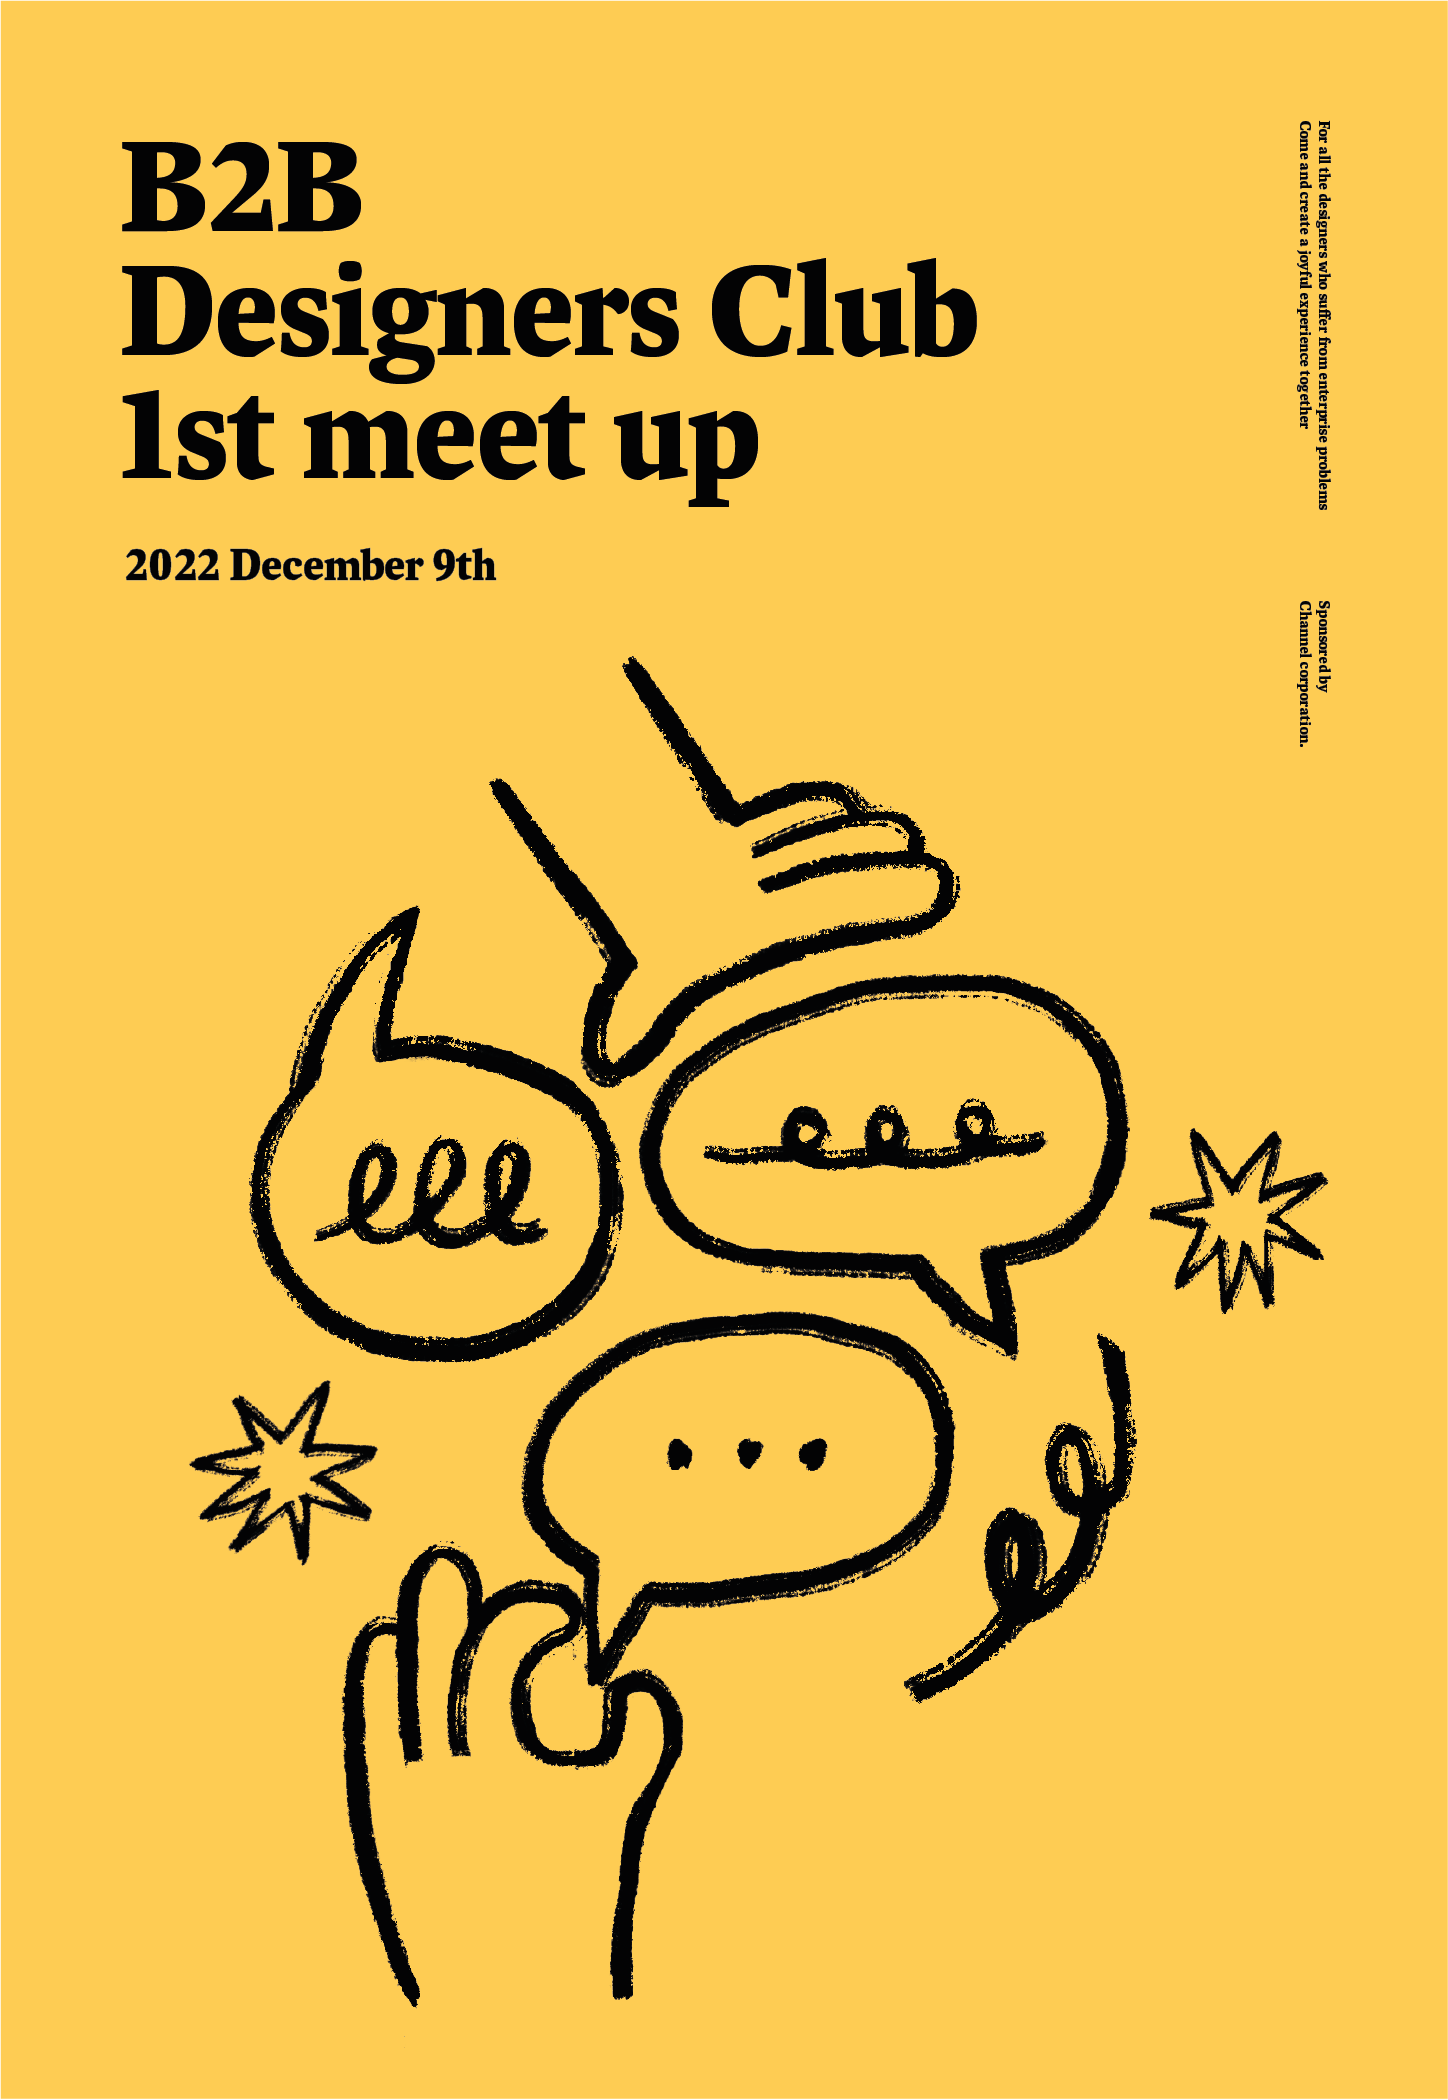 B2B
Designers Club
1st meet up
2022 December 9th
For all the designers who suffer from enterprise problems
Come and create a joyful experience together
Sponsored by
Channel corporation.